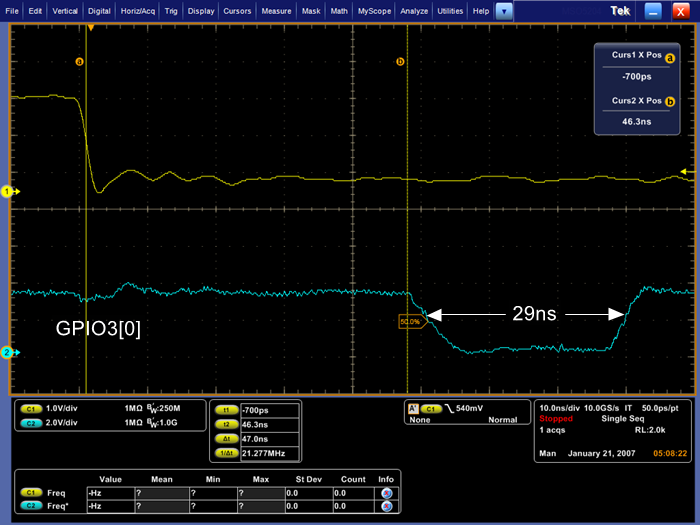 File Edit Vertical Digital Horiz/Acq Trig Display Cursors Measure Mask Math MyScope Analyze Utilities Help Tek X
a b
Curs1 X Pos a
-700ps
Curs2 X Pos b
46.3ns
1
29ns
50.0%
GPIO3[0]
2
C1 1.0V/div 1MΩ BW:250M
C2 2.0V/div 1MΩ BW:1.0G
t1 -700ps
t2 46.3ns
Δt 47.0ns
1/Δt 21.277MHz
A' C1 540mV
None Normal
10.0ns/div 10.0GS/s IT 50.0ps/pt
Stopped Single Seq
1 acqs RL:2.0k
Man January 21, 2007 05:08:22
Value Mean Min Max St Dev Count Info
C1 Freq -Hz ? ? ? 0.0 0.0
C2 Freq* -Hz ? ? ? 0.0 0.0